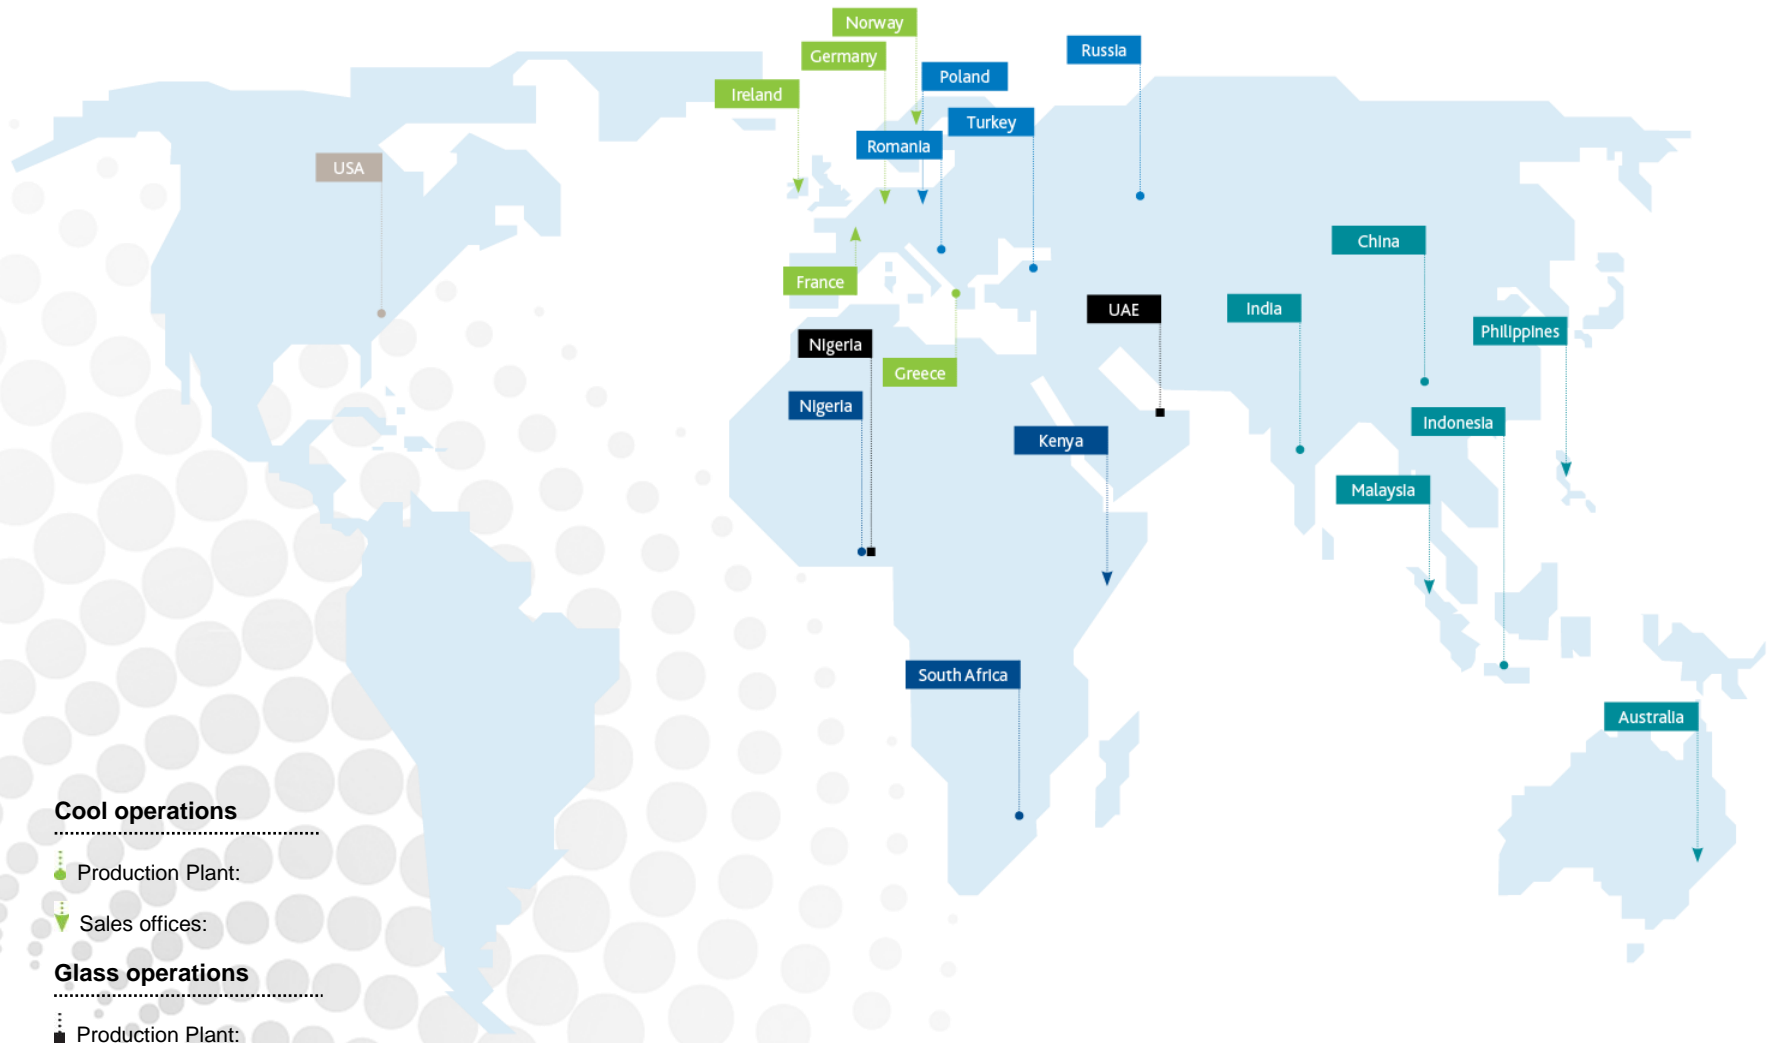 Norway
Germany
Russia
Poland
Ireland
Turkey
Romania
USA
China
France
India
UAE
Philippines
Nigeria
Greece
Nigeria
Indonesia
Kenya
Malaysia
South Africa
Australia
Cool operations
Production Plant:
Sales offices:
Glass operations
Production Plant: